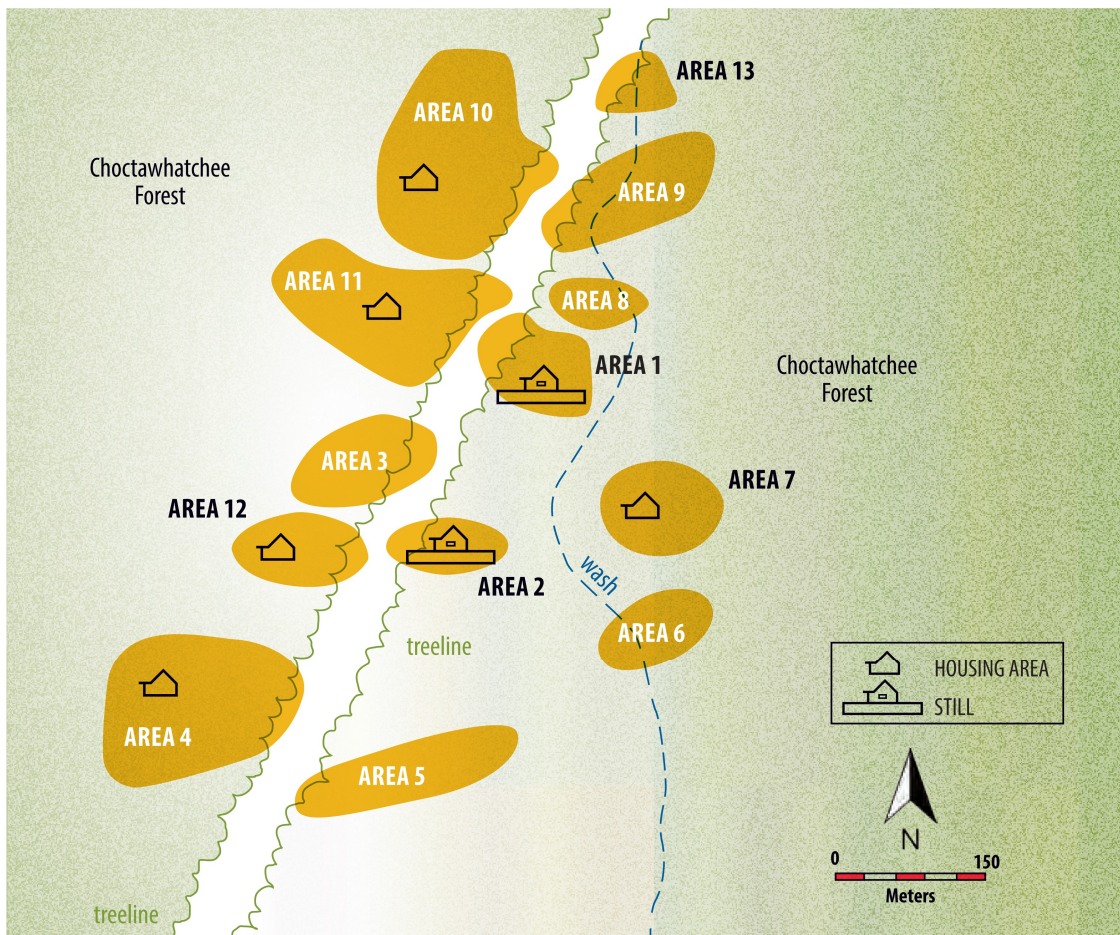 AREA 13
AREA 10
Choctawhatchee
Forest
AREA 9
AREA 11
AREA 8
AREA 1
Choctawhatchee
Forest
AREA 3
AREA 7
AREA 12
wash
AREA 2
AREA 6
treeline
HOUSING AREA
STILL
AREA 4
AREA 5
N
0 150
Meters
treeline